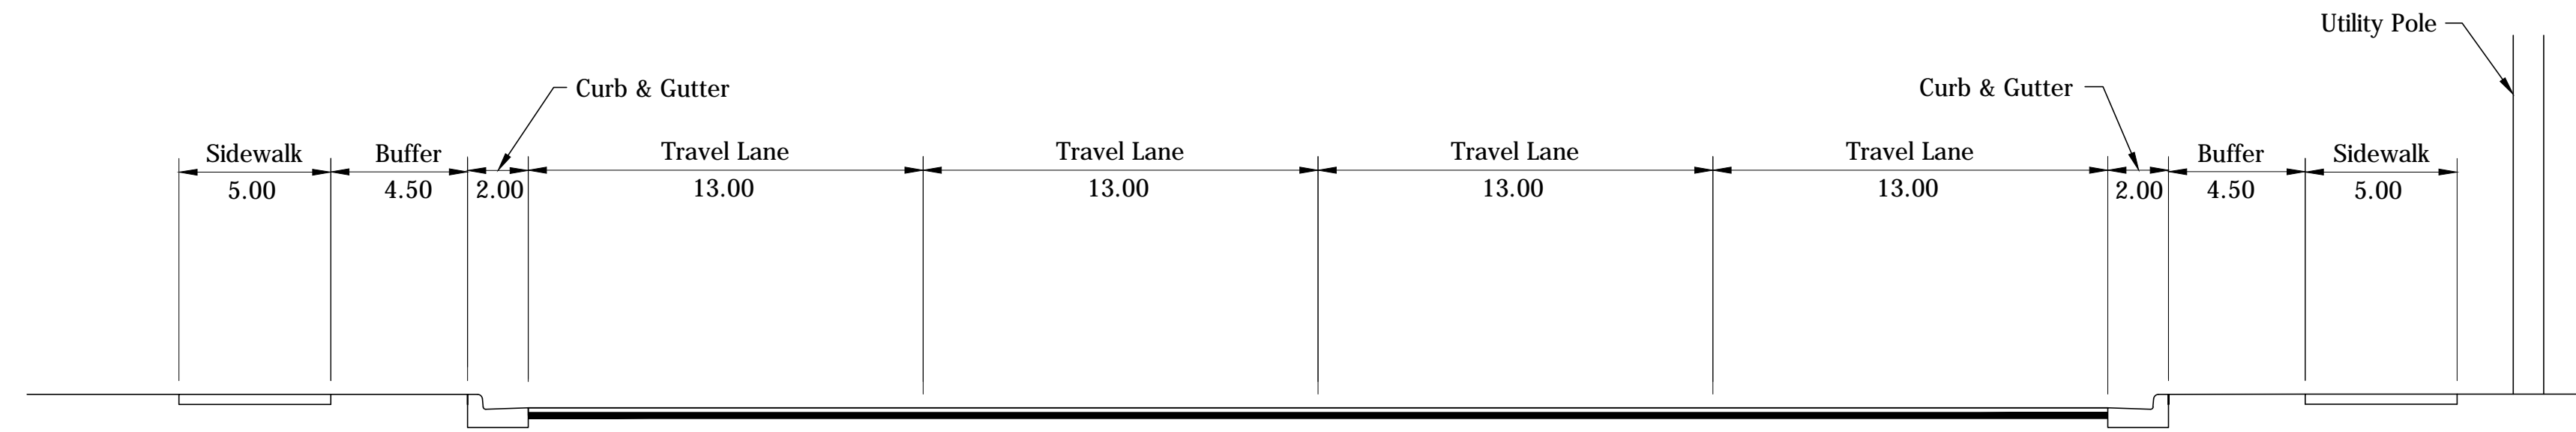 Utility Pole
Curb & Gutter
Curb & Gutter
Sidewalk
Buffer
Travel Lane
Travel Lane
Travel Lane
Travel Lane
Buffer
Sidewalk
5.00
4.50
2.00
13.00
13.00
13.00
13.00
2.00
4.50
5.00